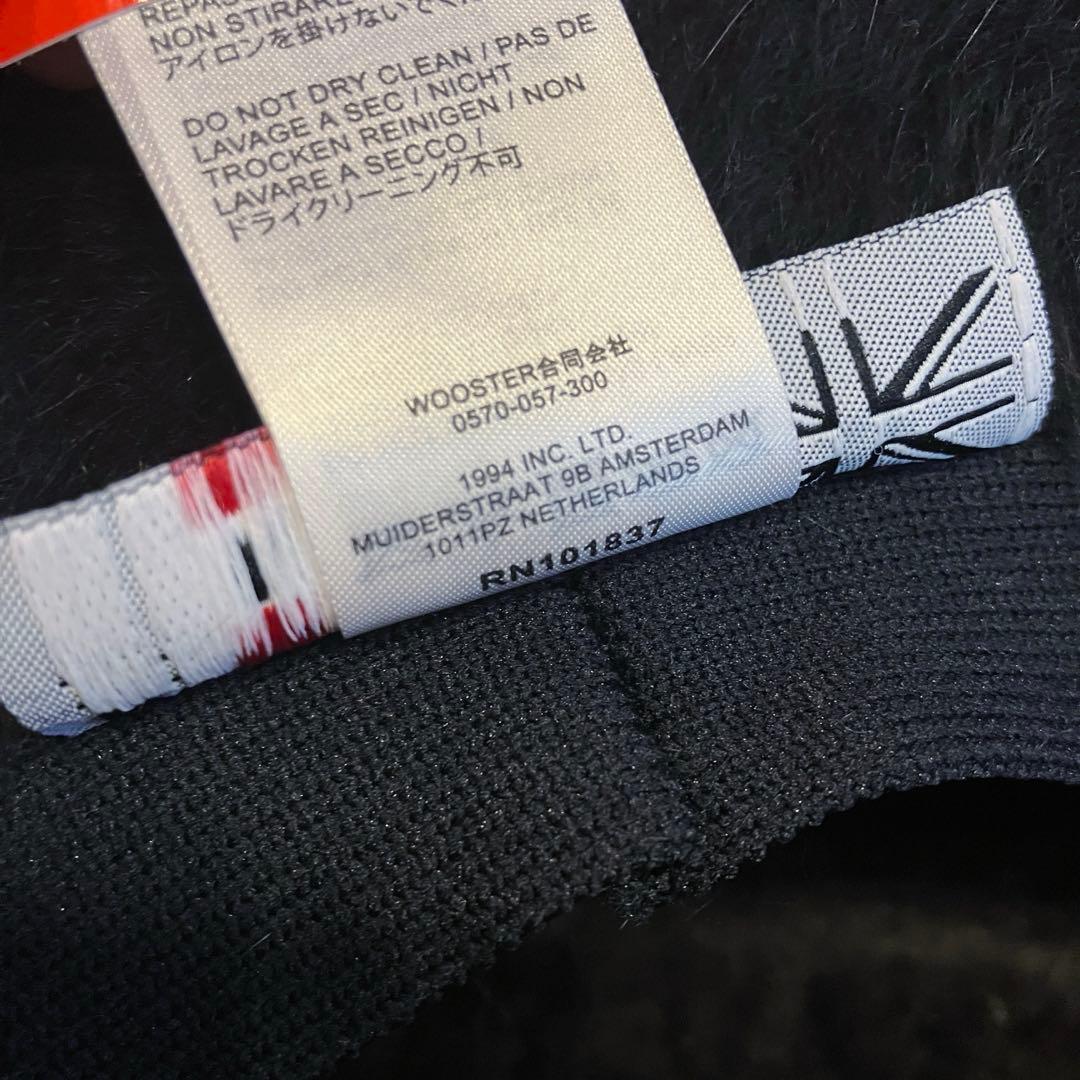 NON STIRARE
アイロンを掛けないでくだ
DO NOT DRY CLEAN / PAS DE
LAVAGE A SEC / NICHT
TROCKEN REINIGEN / NON
LAVARE A SECCO /
ドライクリーニング不可
WOOSTER合同会社
0570-057-300
1994 INC. LTD.
MUIDERSTRAAT 9B AMSTERDAM
1011PZ NETHERLANDS
RN101837